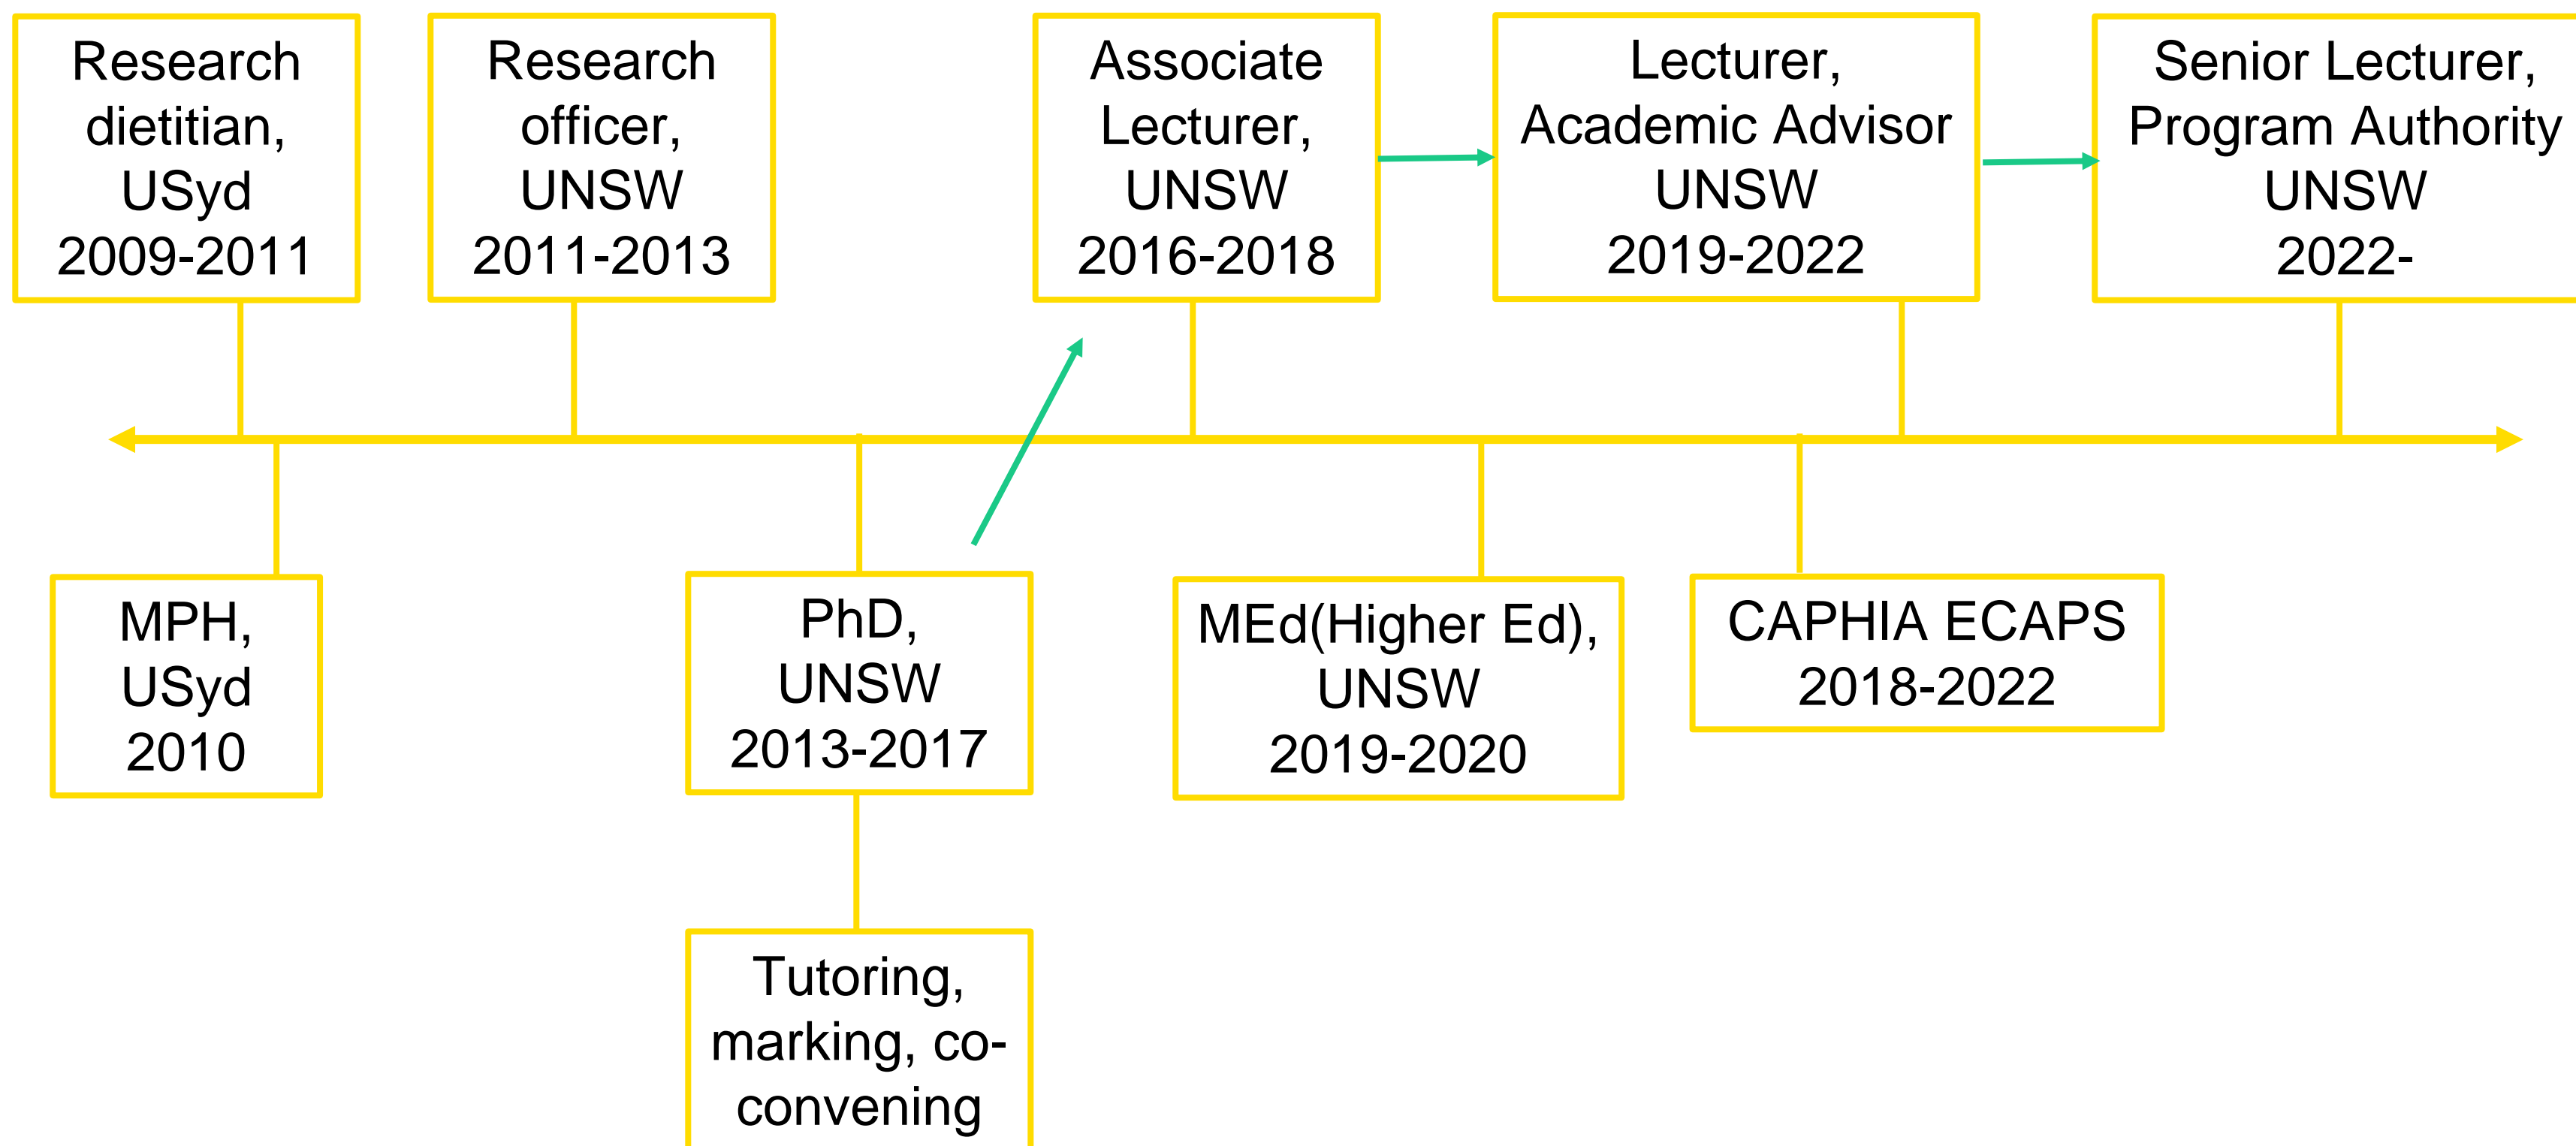 Research
dietitian,
USyd
2009-2011
Research
officer,
UNSW
2011-2013
Associate
Lecturer,
UNSW
2016-2018
Lecturer,
Academic Advisor
UNSW
2019-2022
Senior Lecturer,
Program Authority
UNSW
2022-
MPH,
USyd
2010
PhD,
UNSW
2013-2017
MEd(Higher Ed),
UNSW
2019-2020
CAPHIA ECAPS
2018-2022
Tutoring,
marking, co-
convening